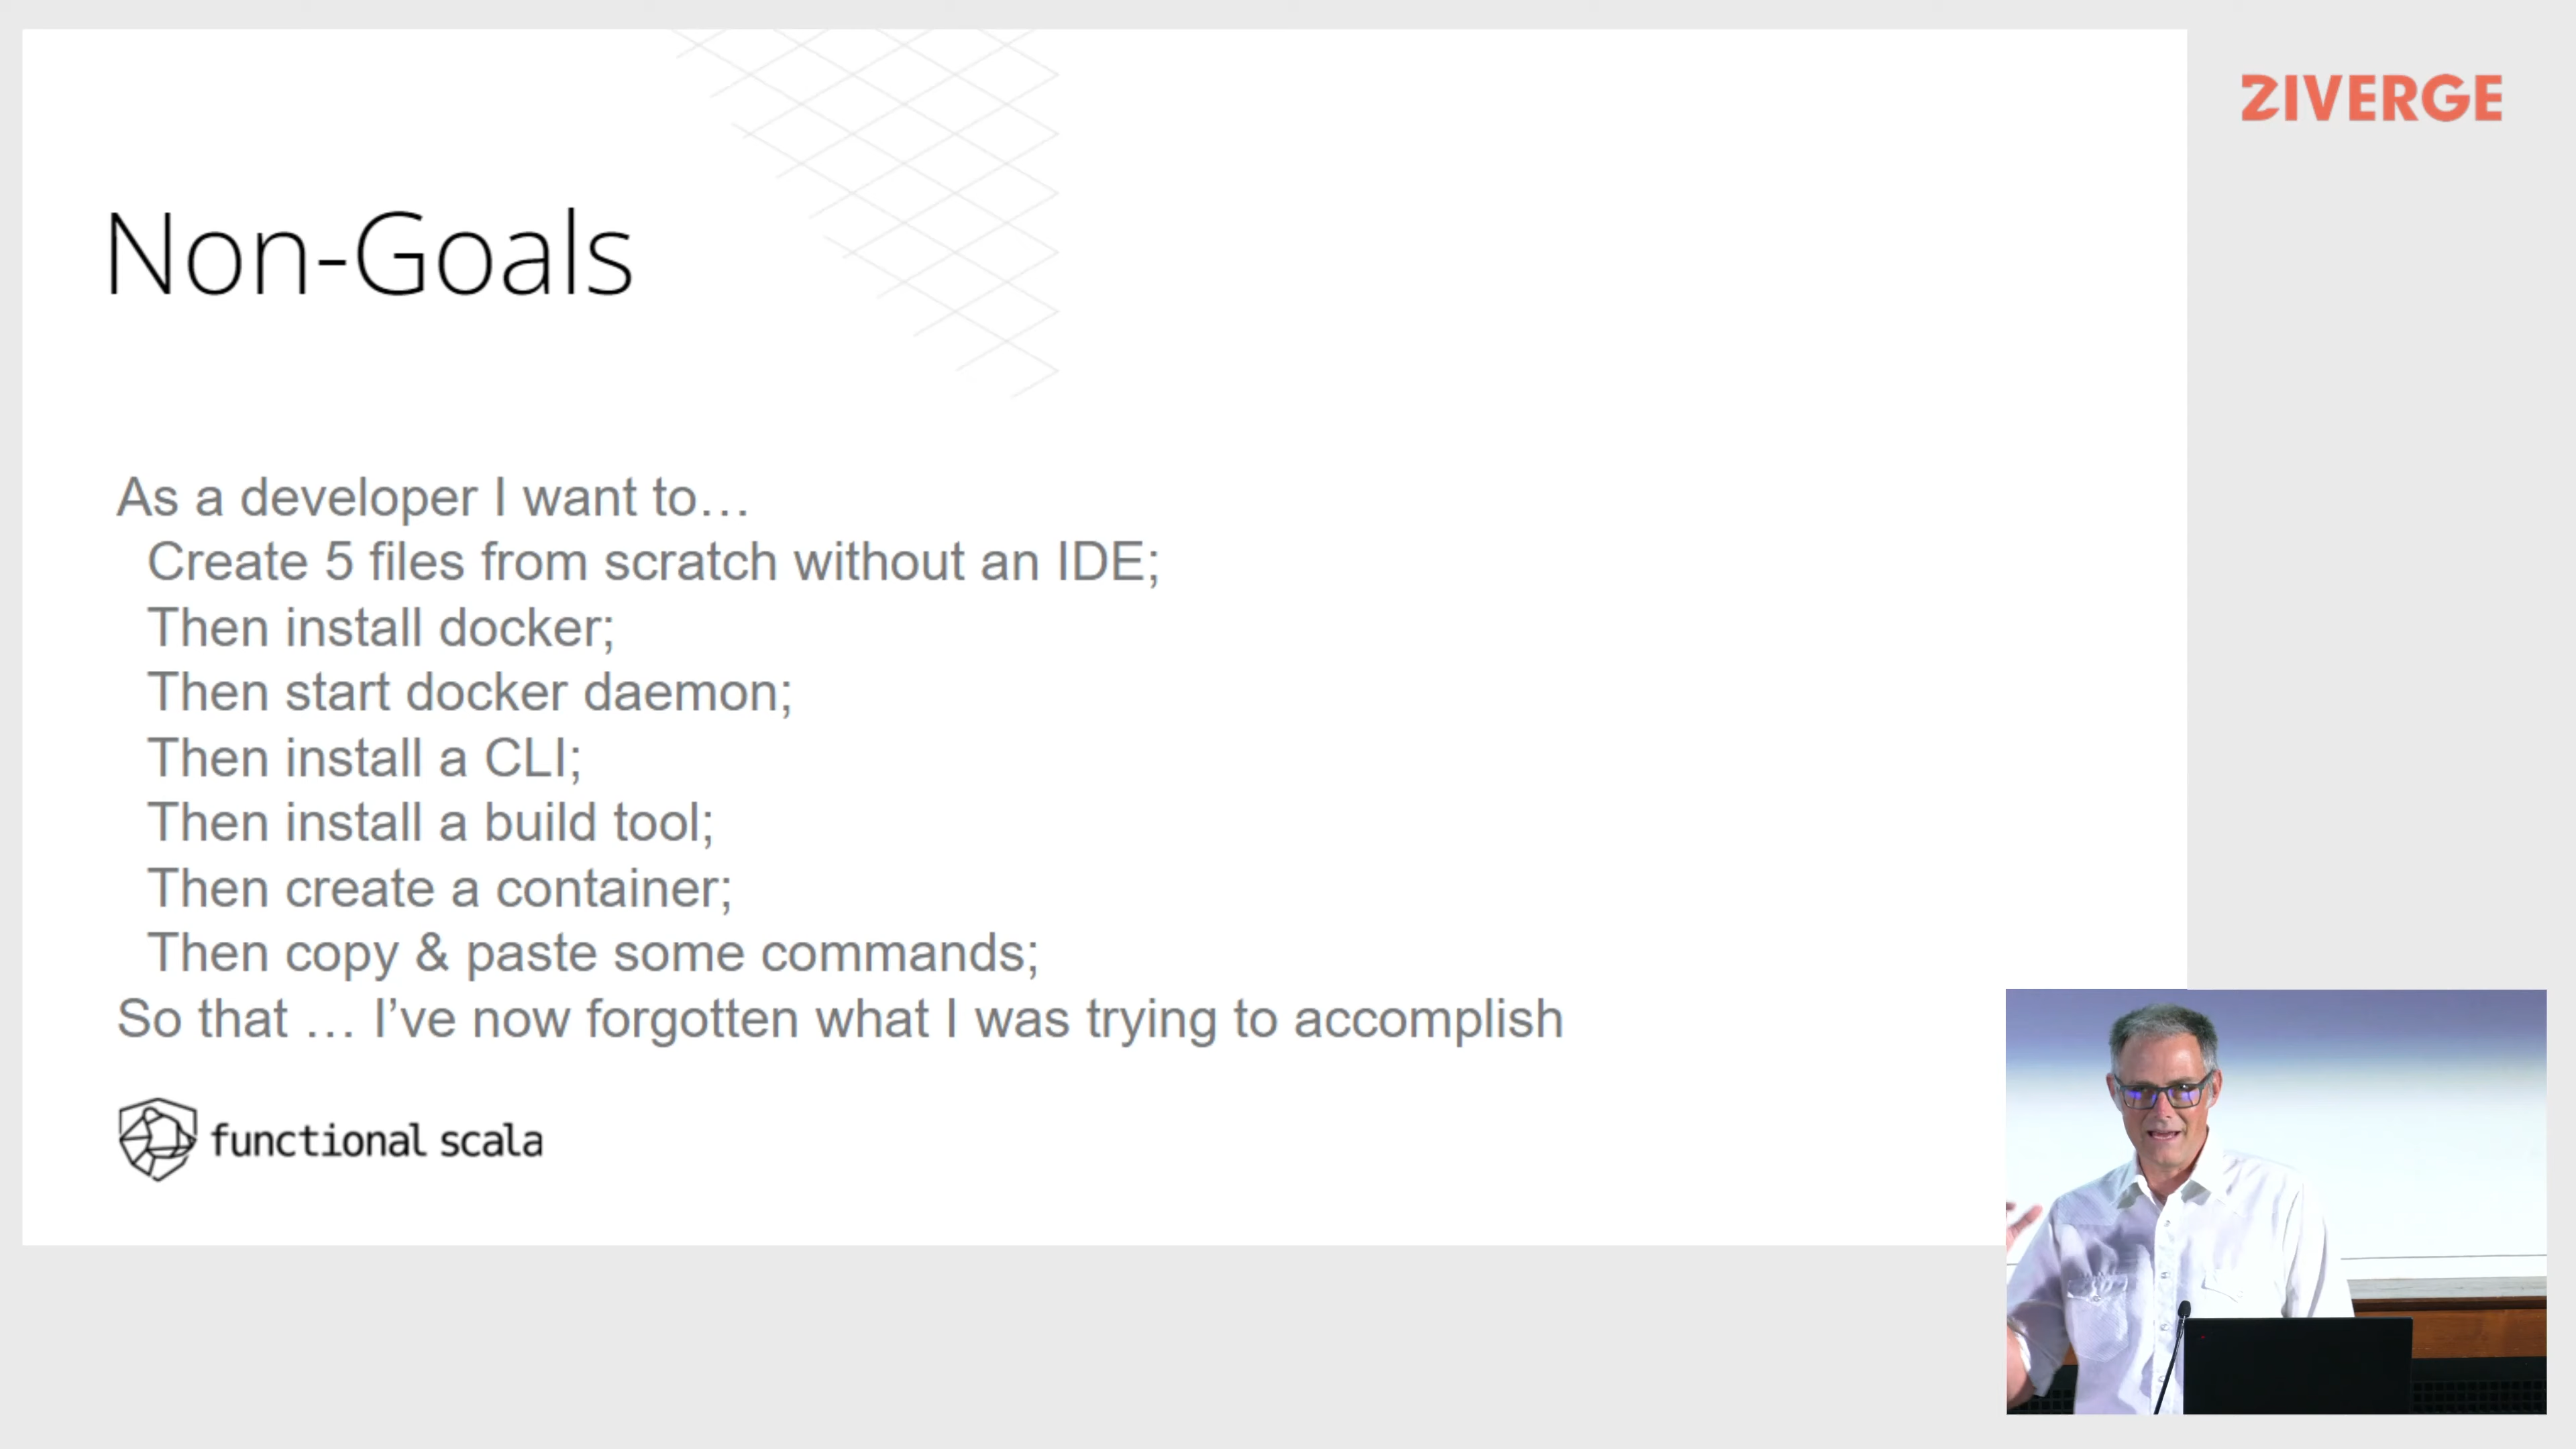 ZIVERGE
Non-Goals
As a developer I want to…
Create 5 files from scratch without an IDE;
Then install docker;
Then start docker daemon;
Then install a CLI;
Then install a build tool;
Then create a container;
Then copy & paste some commands;
So that … I’ve now forgotten what I was trying to accomplish
functional scala